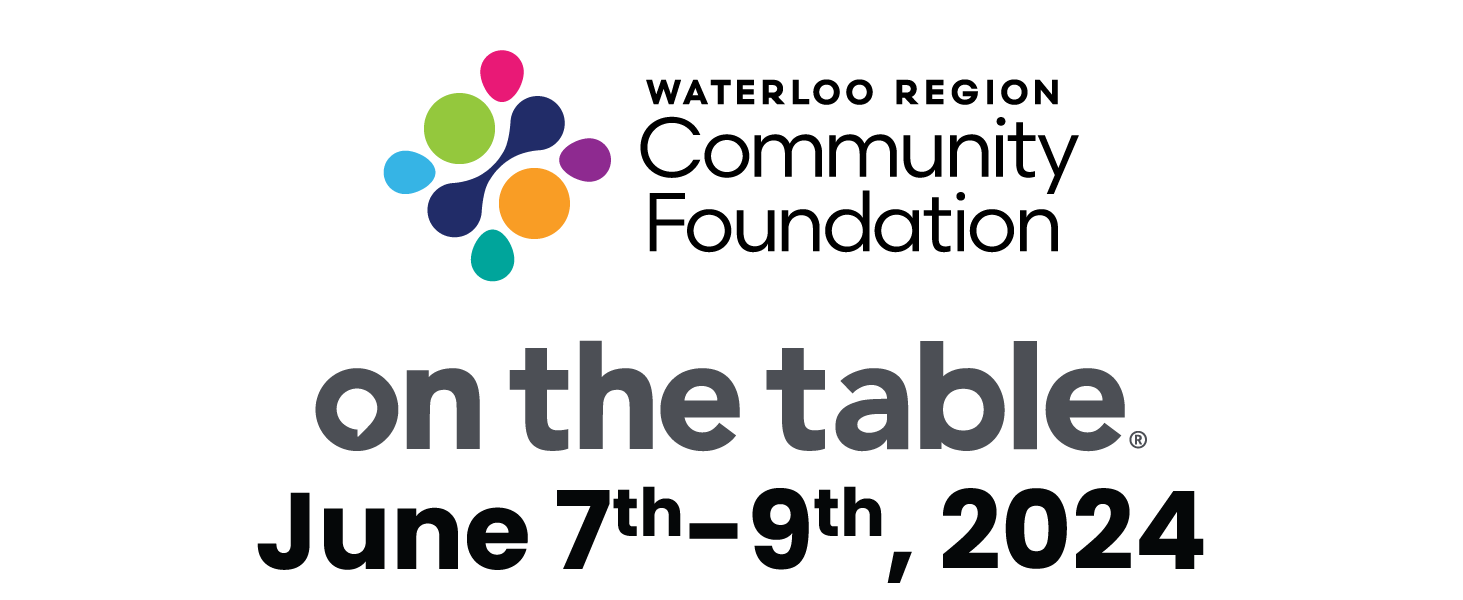 WATERLOO REGION
Community
Foundation
on the table®
June 7th–9th, 2024